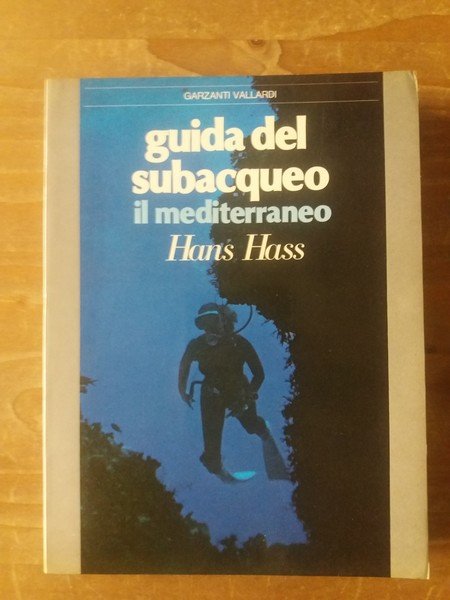 GARZANTI VALLARDI
guida del
subacqueo
il mediterraneo
Hans Hass